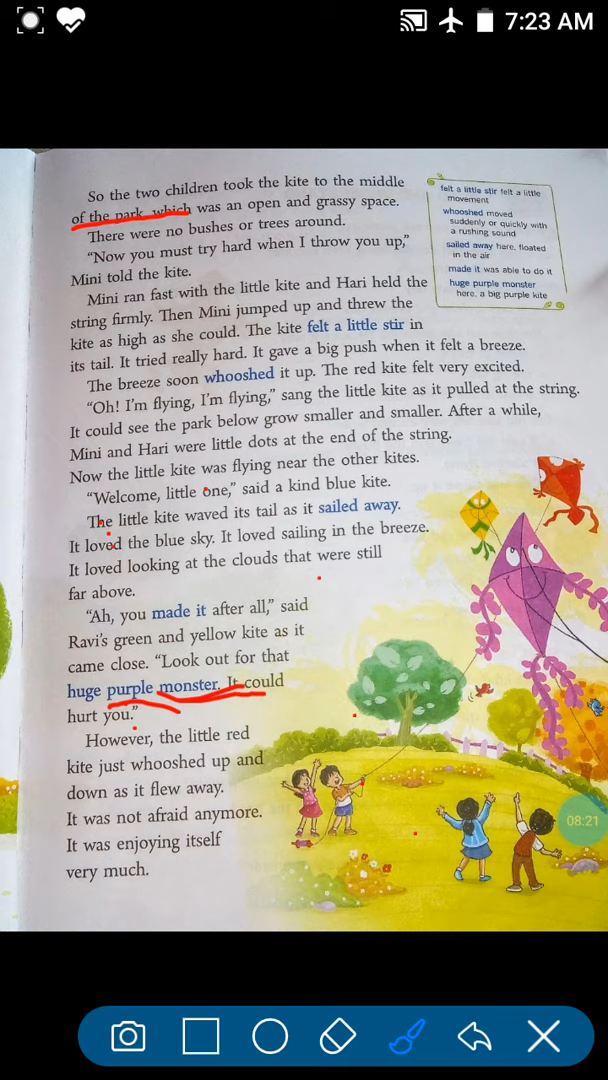 7:23 AM
So the two children took the kite to the middle
of the park, which was an open and grassy space.
There were no bushes or trees around.
“Now you must try hard when I throw you up,”
Mini told the kite.
Mini ran fast with the little kite and Hari held the
string firmly. Then Mini jumped up and threw the
kite as high as she could. The kite felt a little stir in
its tail. It tried really hard. It gave a big push when it felt a breeze.
The breeze soon whooshed it up. The red kite felt very excited.
“Oh! I’m flying, I’m flying,” sang the little kite as it pulled at the string.
It could see the park below grow smaller and smaller. After a while,
Mini and Hari were little dots at the end of the string.
Now the little kite was flying near the other kites.
“Welcome, little one,” said a kind blue kite.
The little kite waved its tail as it sailed away.
It loved the blue sky. It loved sailing in the breeze.
It loved looking at the clouds that were still
far above.
“Ah, you made it after all,” said
Ravi’s green and yellow kite as it
came close. “Look out for that
huge purple monster. It could
hurt you.”
However, the little red
kite just whooshed up and
down as it flew away.
It was not afraid anymore.
It was enjoying itself
very much.
felt a little stir felt a little
movement
whooshed moved
suddenly or quickly with
a rushing sound
sailed away here, floated
in the air
made it was able to do it
huge purple monster
here, a big purple kite
08:21